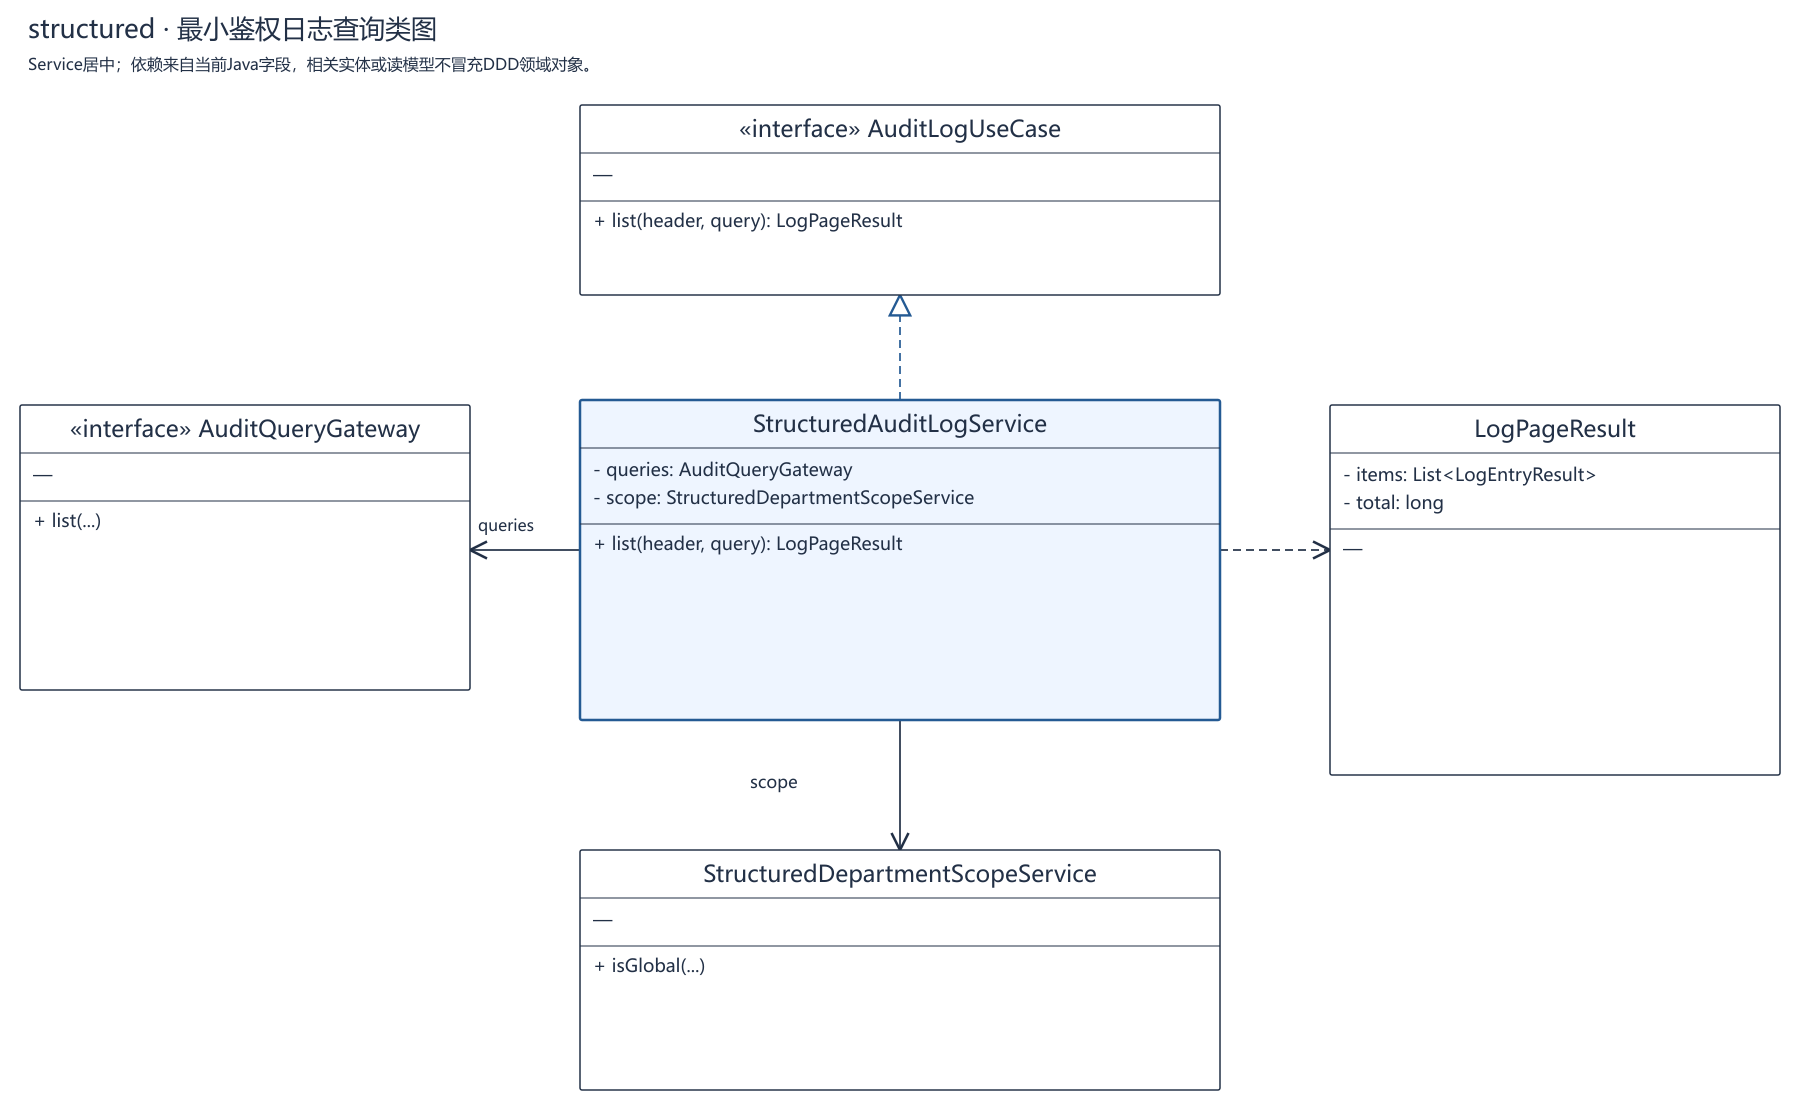 structured · 最小鉴权日志查询类图
Service居中；依赖来自当前Java字段，相关实体或读模型不冒充DDD领域对象。
«interface» AuditLogUseCase
—
+ list(header, query): LogPageResult
«interface» AuditQueryGateway
—
+ list(...)
queries
StructuredAuditLogService
- queries: AuditQueryGateway
- scope: StructuredDepartmentScopeService
+ list(header, query): LogPageResult
LogPageResult
- items: List<LogEntryResult>
- total: long
—
scope
StructuredDepartmentScopeService
—
+ isGlobal(...)